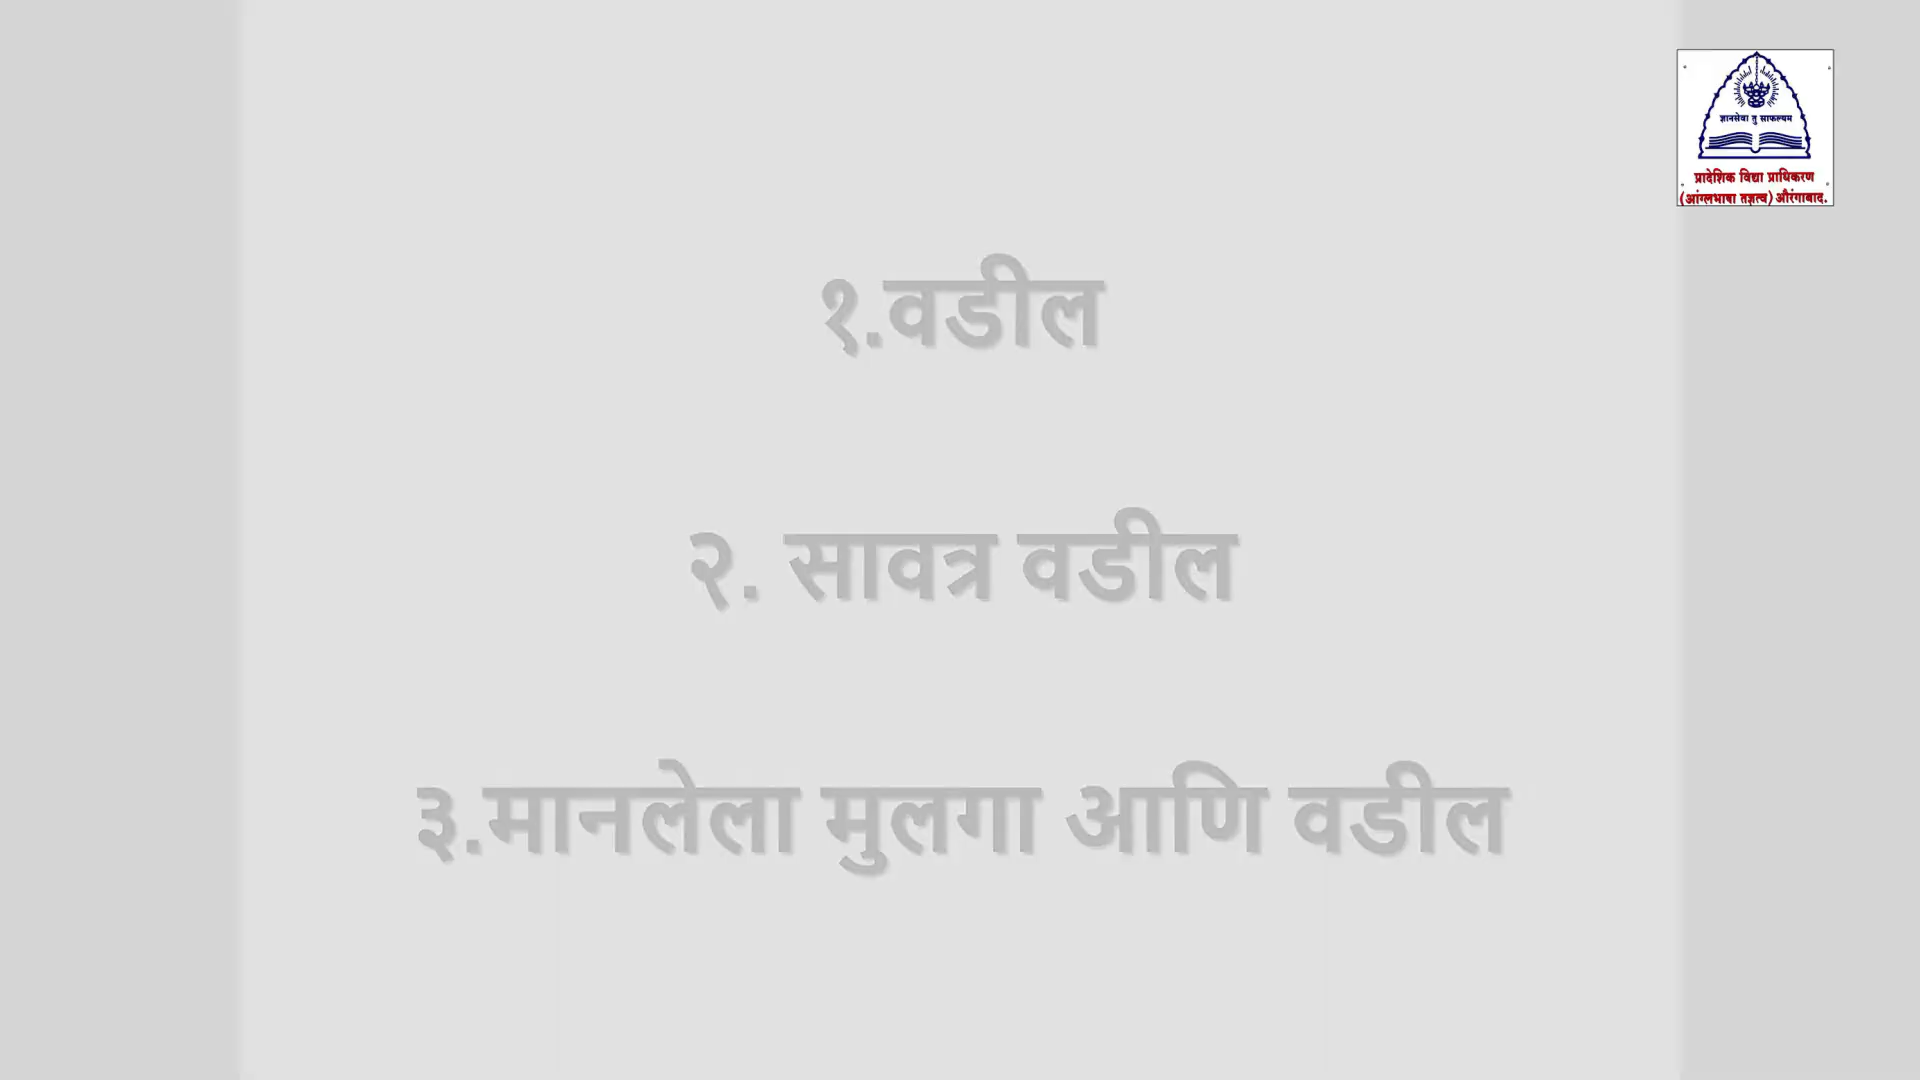 ज्ञानसेवा तु साफल्यम
प्रादेशिक विद्या प्राधिकरण
(आंग्लभाषा तज्ञत्व) औरंगाबाद.
१.वडील
२. सावत्र वडील
३.मानलेला मुलगा आणि वडील